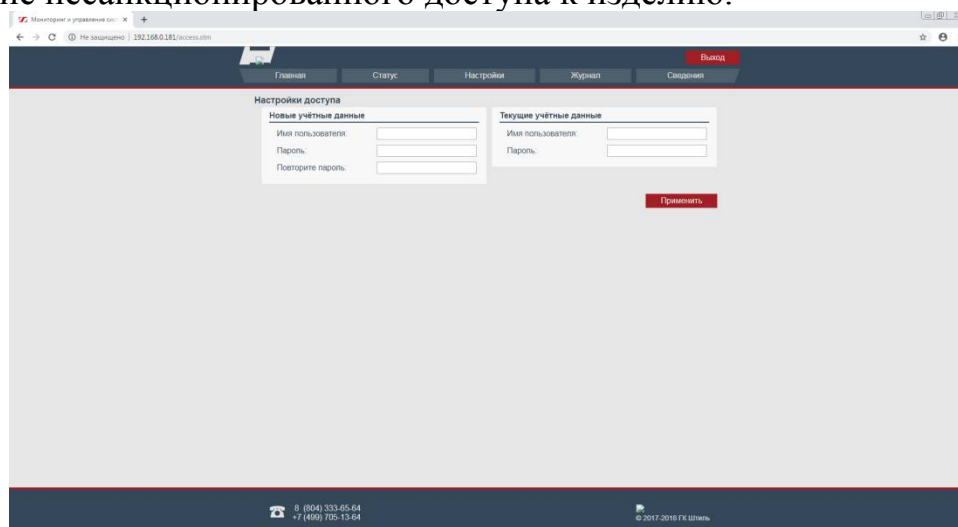 ие несанкционированного доступа к изделию.
Мониторинг и управление сис
Не защищено | 192.168.0.181/access.stm
Выход
Главная Статус Настройки Журнал Сведения
Настройки доступа
Новые учётные данные
Имя пользователя:
Пароль:
Повторите пароль:
Текущие учётные данные
Имя пользователя:
Пароль:
Применить
8 (804) 333-65-64
+7 (499) 705-13-64
© 2017-2018 ГК Штиль